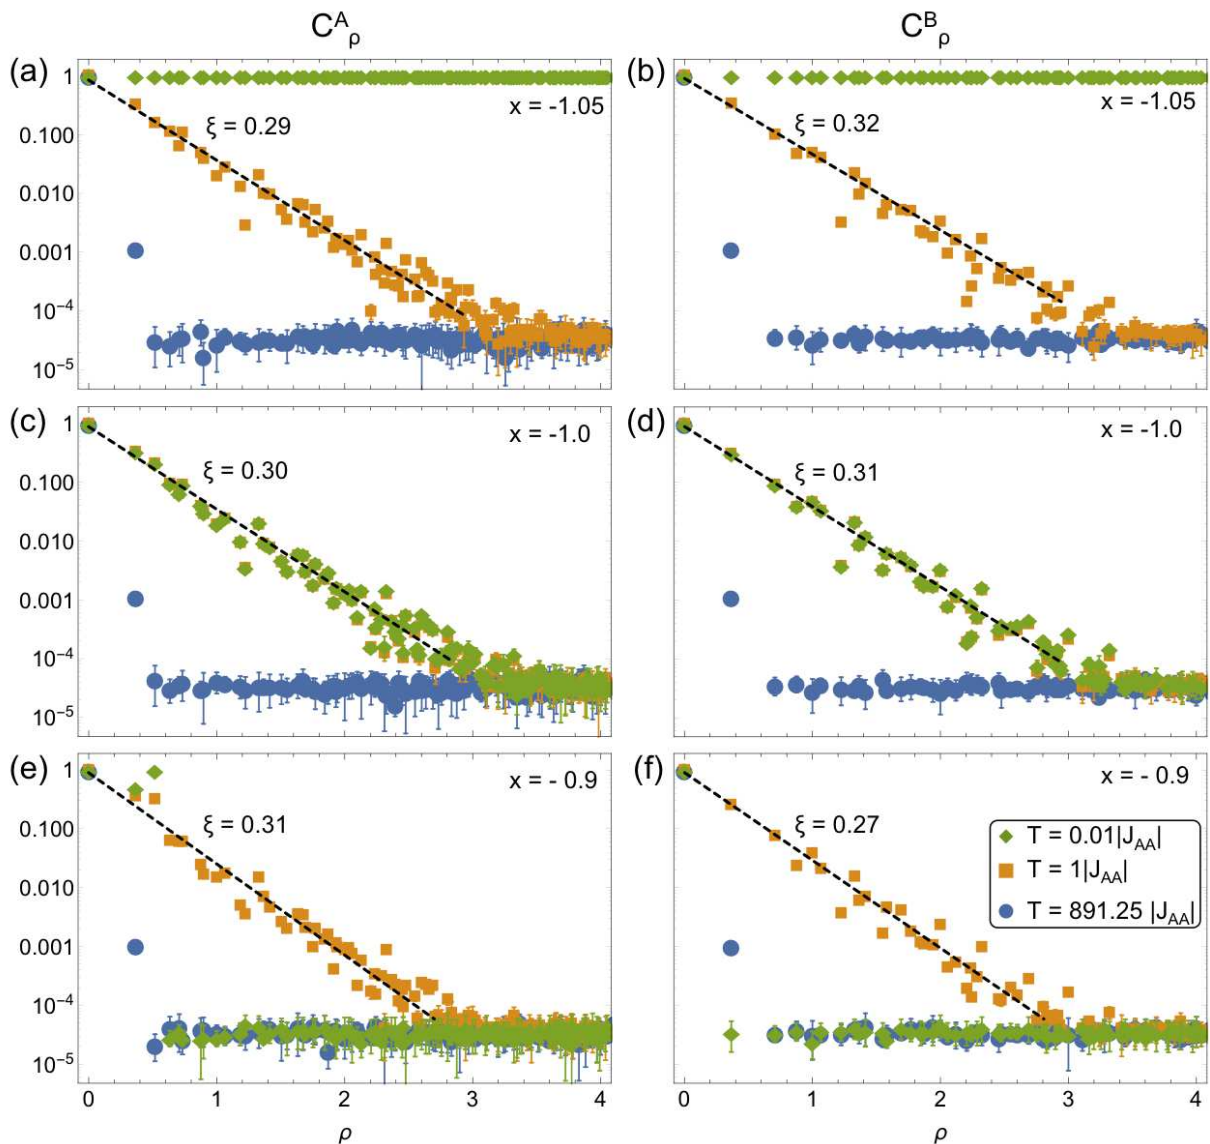 C^A_ρ
C^B_ρ
(a)
1
0.100
0.010
0.001
10^-4
10^-5
ξ = 0.29
x = -1.05
(b)
ξ = 0.32
x = -1.05
(c)
1
0.100
0.010
0.001
10^-4
10^-5
ξ = 0.30
x = -1.0
(d)
ξ = 0.31
x = -1.0
(e)
1
0.100
0.010
0.001
10^-4
10^-5
ξ = 0.31
x = - 0.9
0 1 2 3 4
ρ
(f)
ξ = 0.27
x = - 0.9
T = 0.01|J_AA|
T = 1|J_AA|
T = 891.25 |J_AA|
0 1 2 3 4
ρ